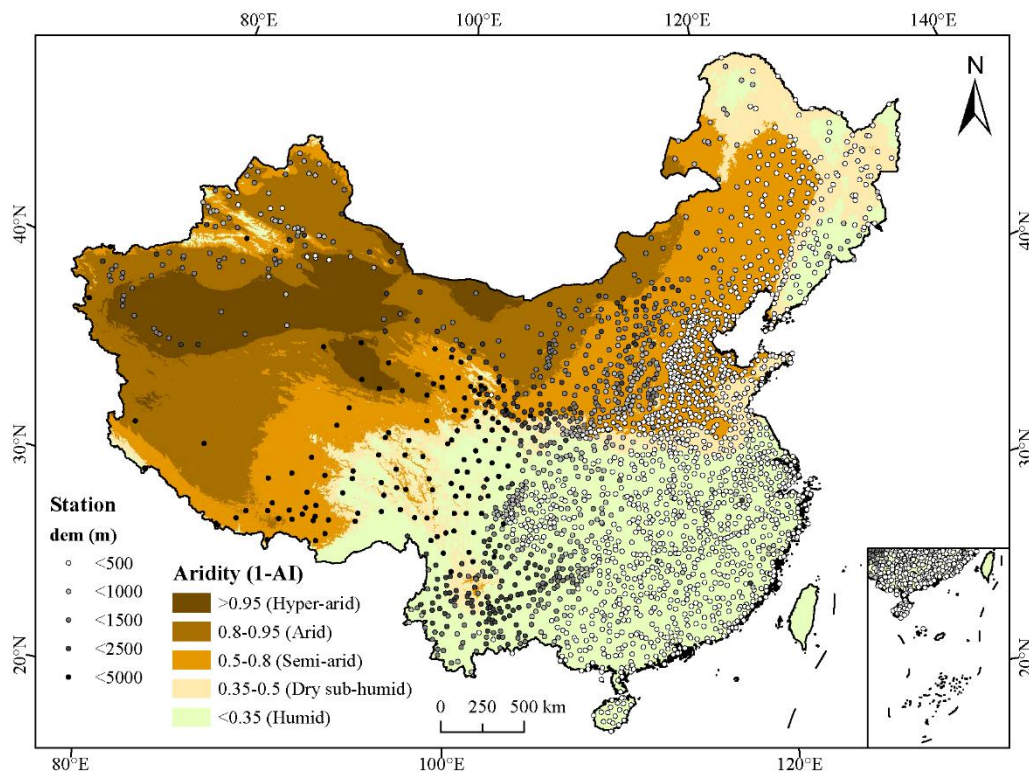 80°E 100°E 120°E 140°E
N
40°N 40°N
30°N 30°N
Station
dem (m)
<500
<1000
<1500
<2500
<5000
Aridity (1-AI)
>0.95 (Hyper-arid)
0.8-0.95 (Arid)
0.5-0.8 (Semi-arid)
0.35-0.5 (Dry sub-humid)
<0.35 (Humid)
20°N 20°N
0 250 500 km
80°E 100°E 120°E